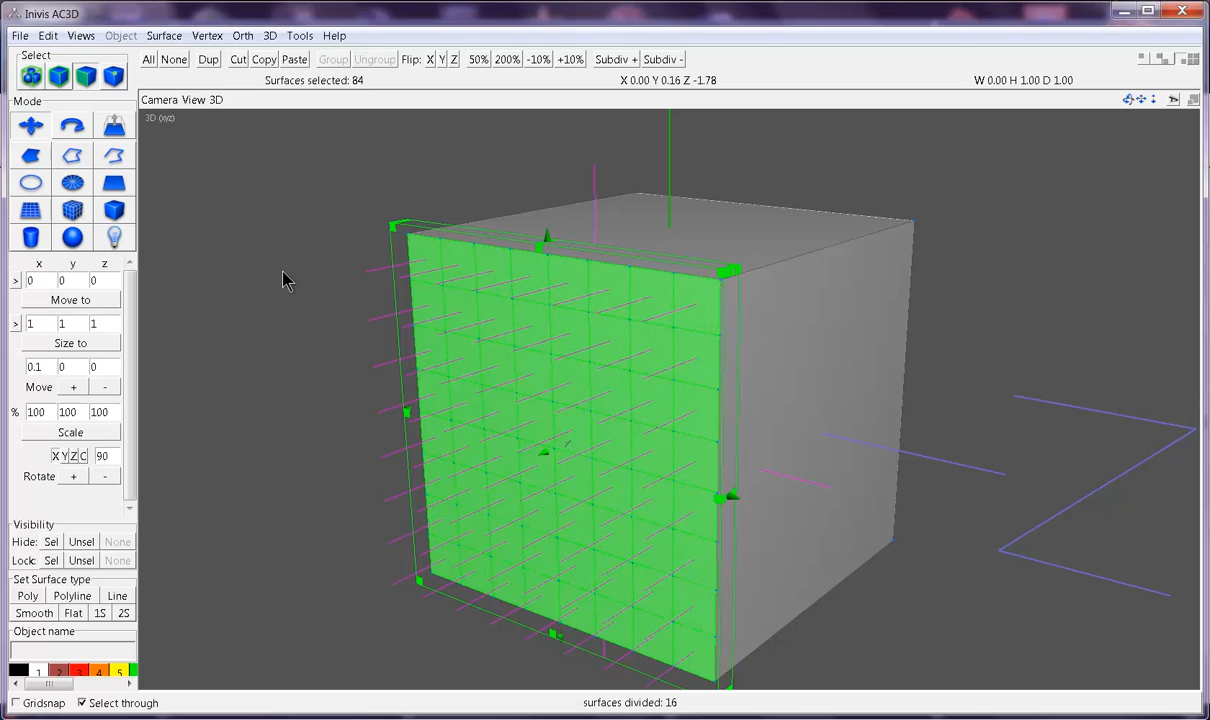 Inivis AC3D
File Edit Views Object Surface Vertex Orth 3D Tools Help
Select
All None Dup Cut Copy Paste Group Ungroup Flip: X Y Z 50% 200% -10% +10% Subdiv + Subdiv -
Surfaces selected: 84 X 0.00 Y 0.16 Z -1.78 W 0.00 H 1.00 D 1.00
Mode
Camera View 3D
3D (xyz)
x y z
> 0 0 0
Move to
> 1 1 1
Size to
0.1 0 0
Move + -
% 100 100 100
Scale
X Y Z C 90
Rotate + -
Visibility
Hide: Sel Unsel None
Lock: Sel Unsel None
Set Surface type
Poly Polyline Line
Smooth Flat 1S 2S
Object name
1 2 3 4 5
Gridsnap Select through surfaces divided: 16